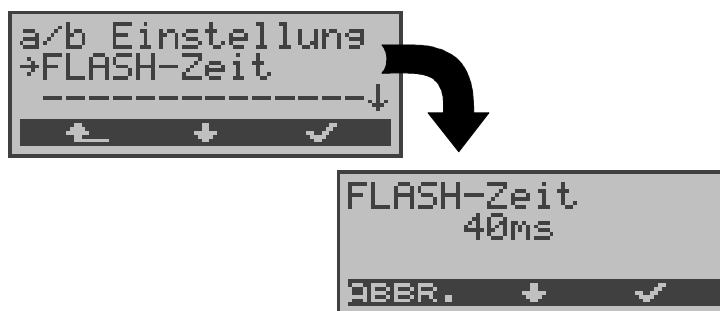 a/b Einstellung
→FLASH-Zeit
---------------↓
FLASH-Zeit
40ms
ABBR.